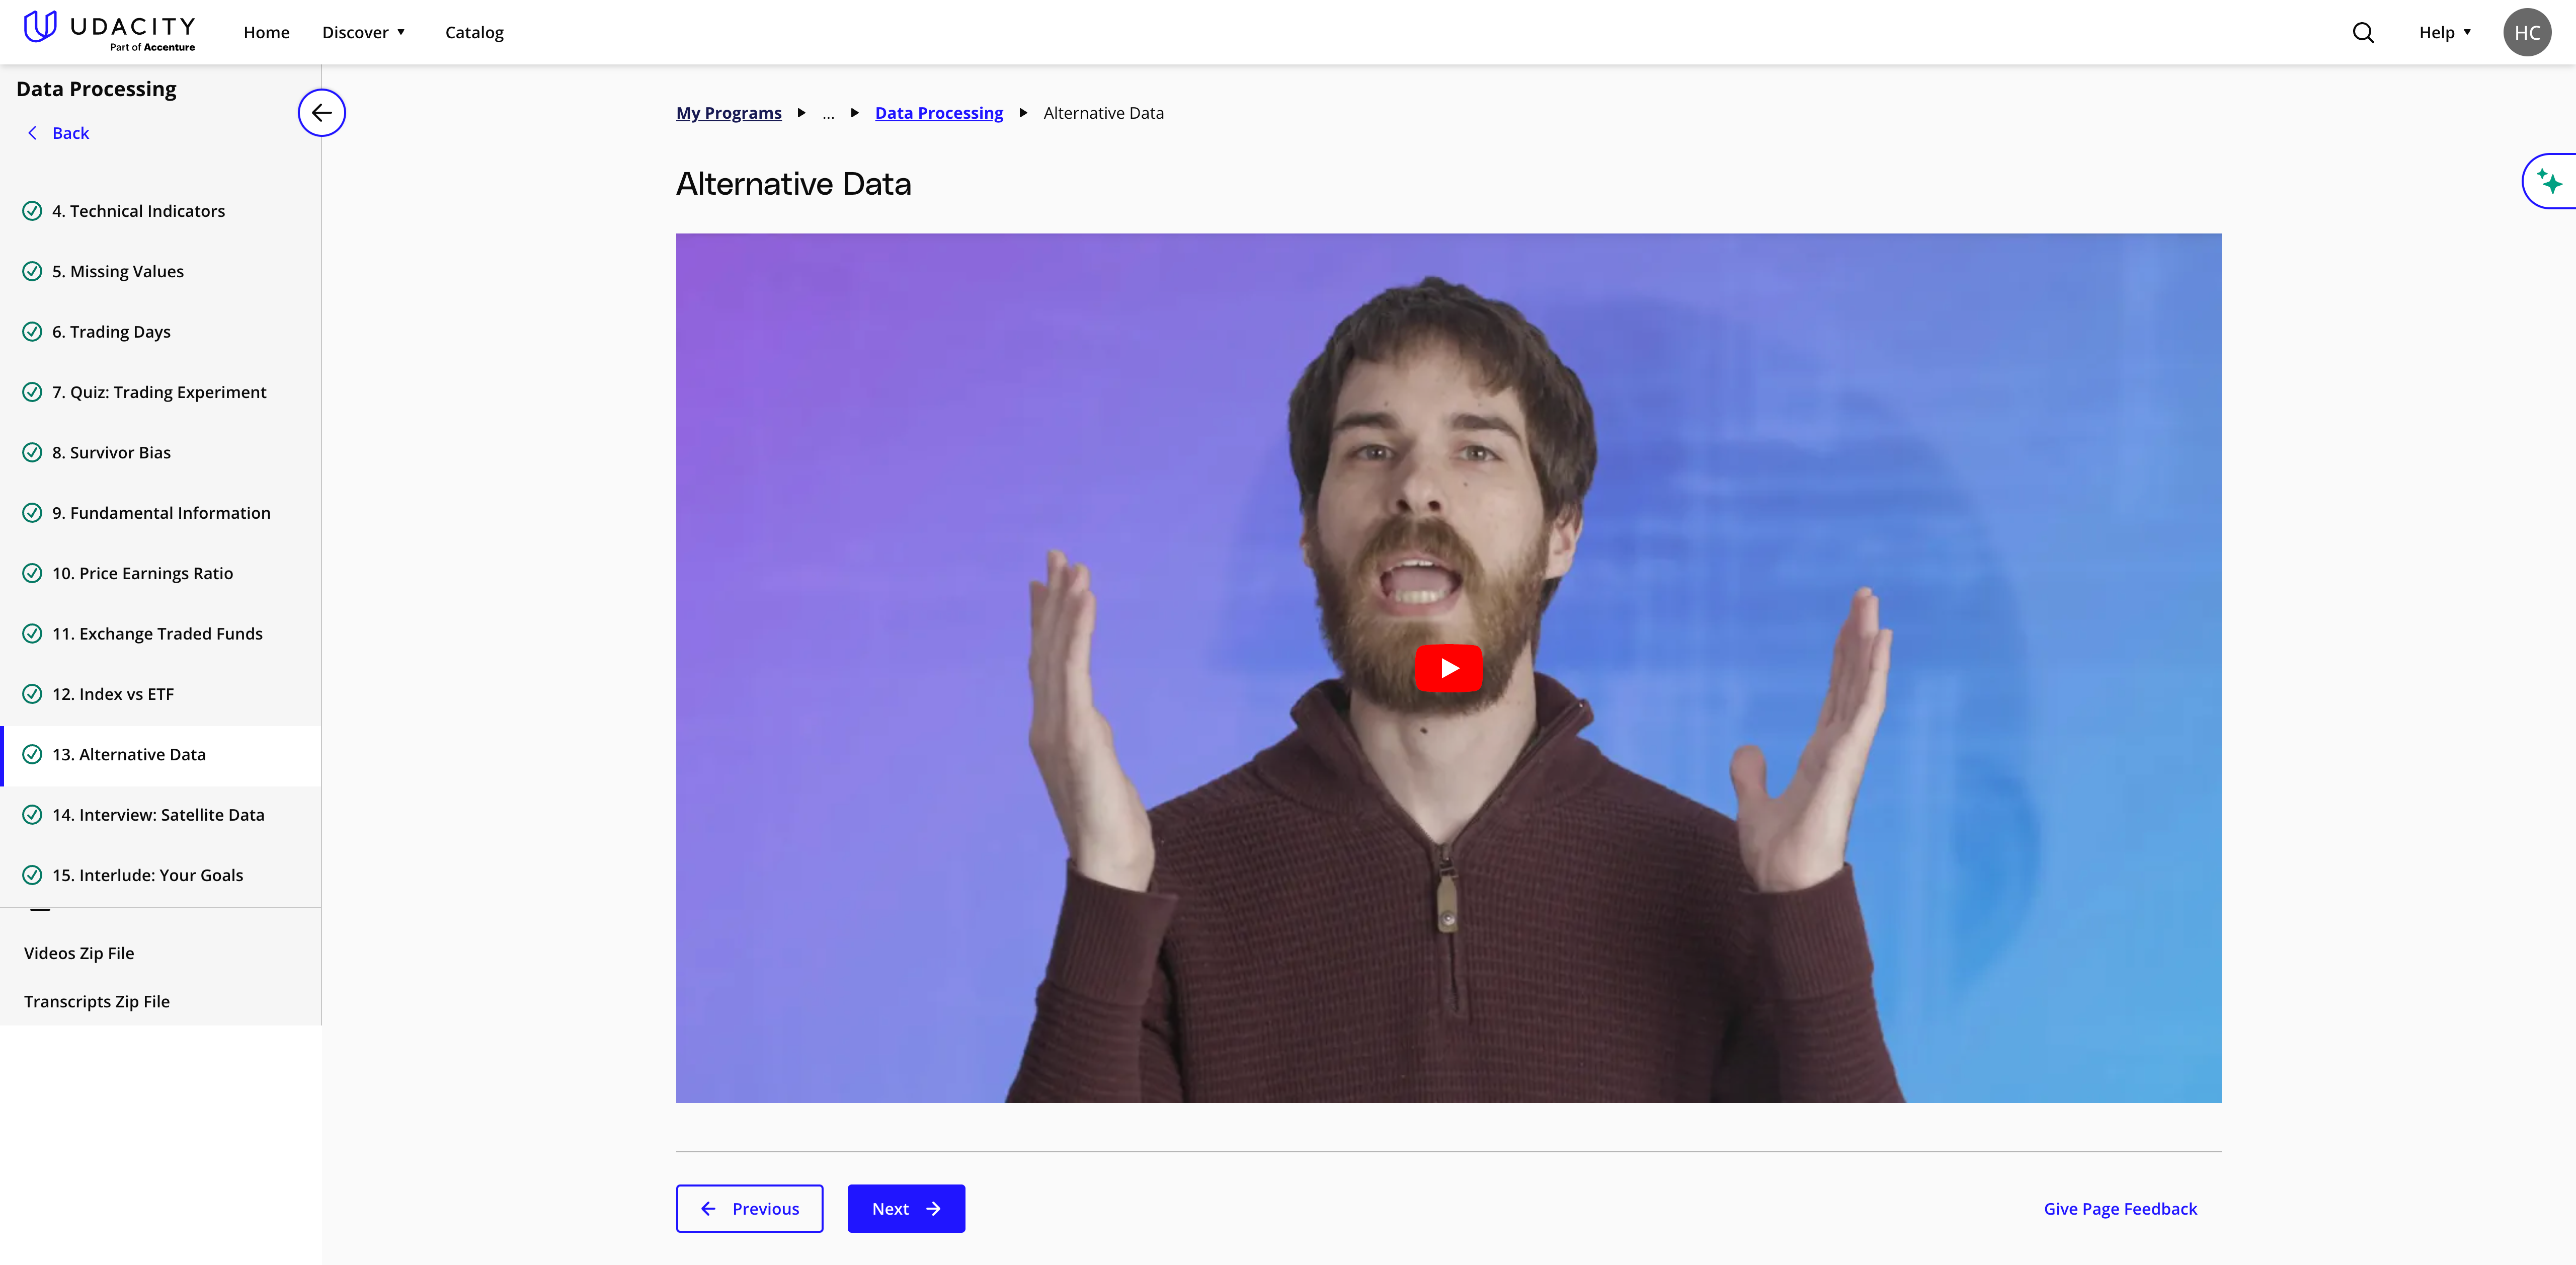 UDACITY
Part of Accenture
Home
Discover
Catalog
Help
HC
Data Processing
Back
4. Technical Indicators
5. Missing Values
6. Trading Days
7. Quiz: Trading Experiment
8. Survivor Bias
9. Fundamental Information
10. Price Earnings Ratio
11. Exchange Traded Funds
12. Index vs ETF
13. Alternative Data
14. Interview: Satellite Data
15. Interlude: Your Goals
Videos Zip File
Transcripts Zip File
My Programs
...
Data Processing
Alternative Data
Alternative Data
Previous
Next
Give Page Feedback